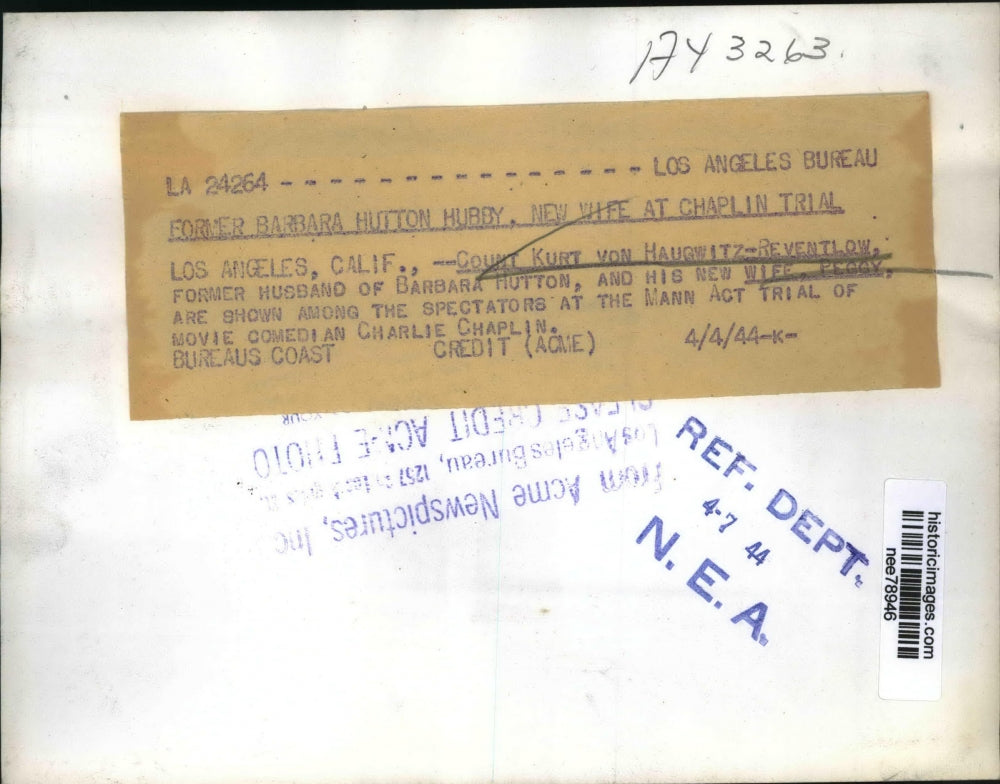 A43263.
LA 24264 - - - - - - - - - - - - - - - - - LOS ANGELES BUREAU
FORMER BARBARA HUTTON HUBBY, NEW WIFE AT CHAPLIN TRIAL
LOS ANGELES, CALIF., —COUNT KURT VON HAUGWITZ-REVENTLOW,
FORMER HUSBAND OF BARBARA HUTTON, AND HIS NEW WIFE, PEGGY,
ARE SHOWN AMONG THE SPECTATORS AT THE MANN ACT TRIAL OF
MOVIE COMEDIAN CHARLIE CHAPLIN.
BUREAUS COAST CREDIT (ACME) 4/4/44-K-
From Acme Newspictures, Inc
Los Angeles Bureau, 1257
PLEASE CREDIT ACME PHOTO
YOUR
REF. DEPT.
4-7 44
N. E. A.
historicimages.com
nee78946